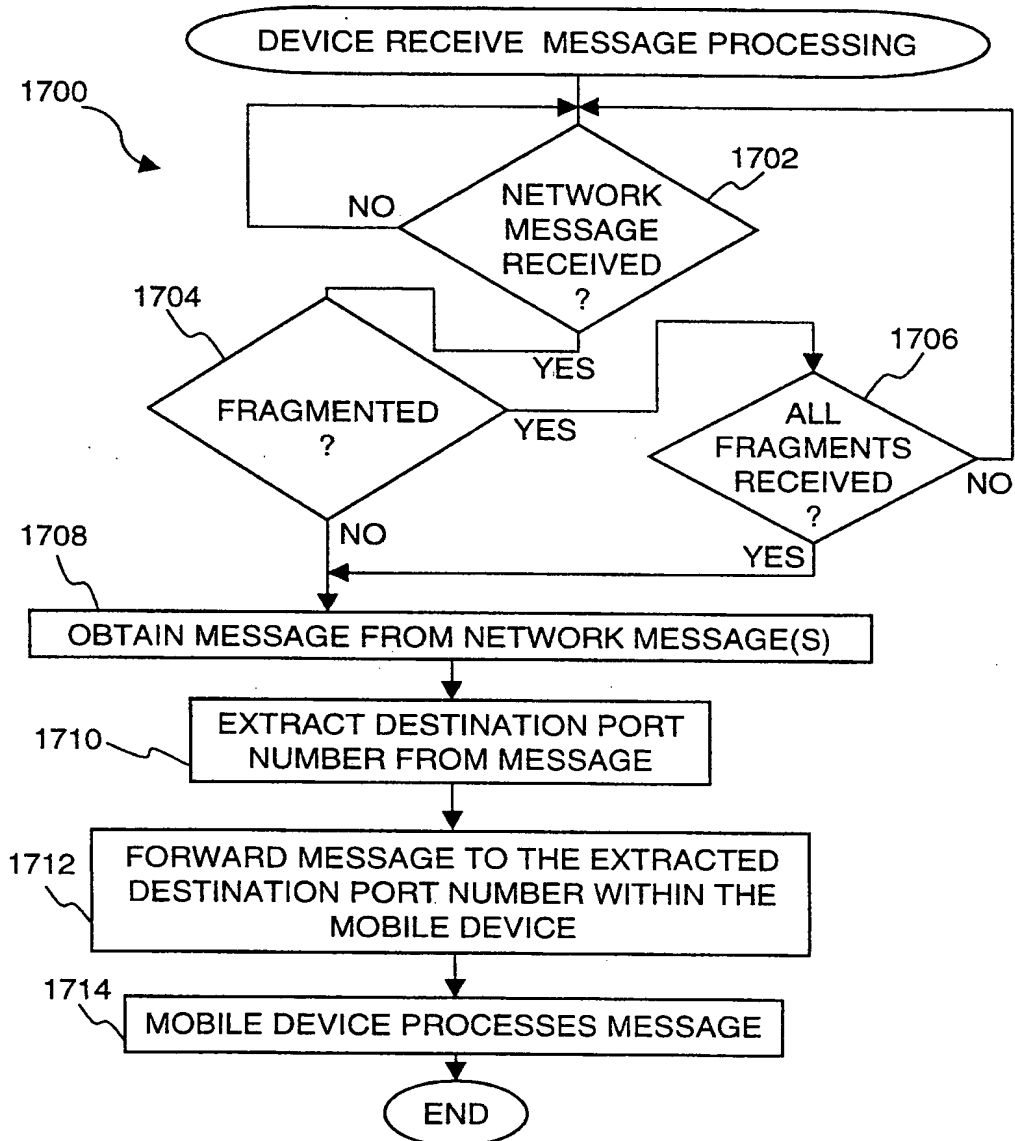 DEVICE RECEIVE MESSAGE PROCESSING
1700
1702
NETWORK
MESSAGE
RECEIVED
?
NO
YES
1704
FRAGMENTED
?
YES
NO
1706
ALL
FRAGMENTS
RECEIVED
?
NO
YES
1708
OBTAIN MESSAGE FROM NETWORK MESSAGE(S)
1710
EXTRACT DESTINATION PORT
NUMBER FROM MESSAGE
1712
FORWARD MESSAGE TO THE EXTRACTED
DESTINATION PORT NUMBER WITHIN THE
MOBILE DEVICE
1714
MOBILE DEVICE PROCESSES MESSAGE
END